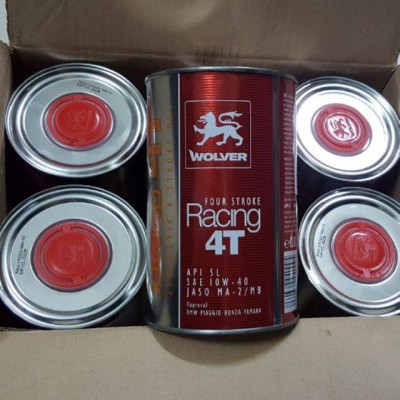 WOLVER
FOUR STROKE
Racing
4T
API SL
SAE 10W-40
JASO MA-2/MB
Approval
BMW PIAGGIO HONDA YAMAHA